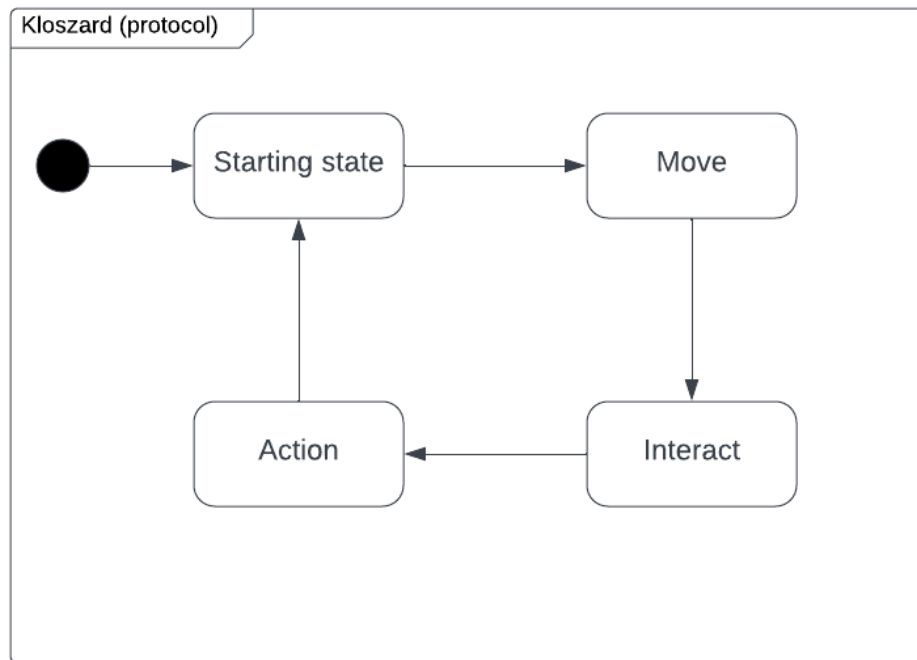 Kloszard (protocol)
Starting state
Move
Action
Interact